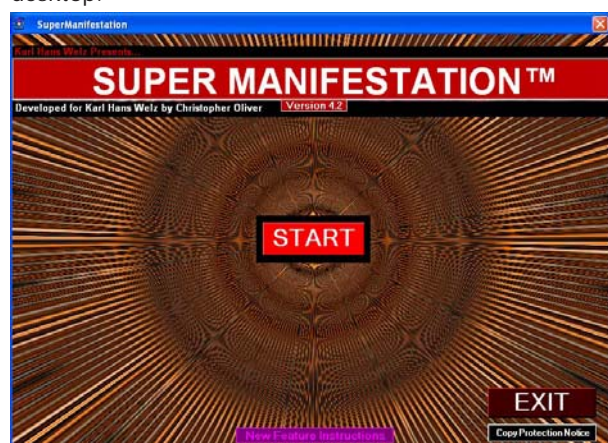 desktop.
SuperManifestation
Karl Hans Welz Presents...
SUPER MANIFESTATION™
Developed for Karl Hans Welz by Christopher Oliver
Version 4.2
START
EXIT
New Feature Instructions
Copy Protection Notice